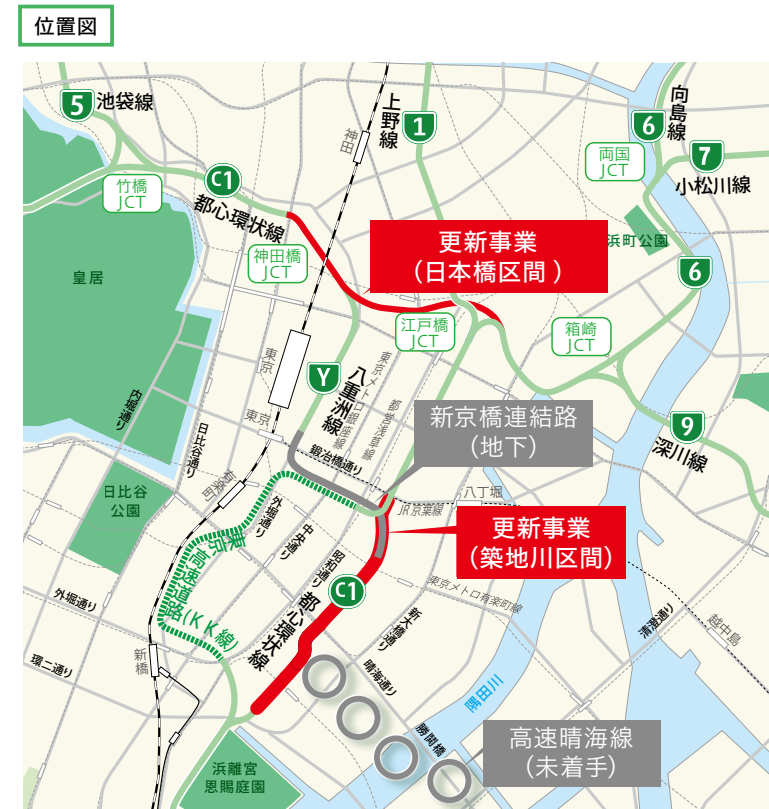 位置図
5
池袋線
上野線
1
向島線
6
7
小松川線
両国
JCT
C1
都心環状線
竹橋
JCT
神田
神田橋
JCT
更新事業
(日本橋区間)
浜町公園
6
皇居
江戸橋
JCT
箱崎
JCT
東京
Y
八重洲線
東京メトロ銀座線
都営浅草線
内堀通り
日比谷通り
東京
新京橋連結路
(地下)
9
深川線
鍛冶橋通り
有楽町
日比谷
公園
外堀通り
八丁堀
JR京葉線
中央通り
昭和通り
更新事業
(築地川区間)
東京
高速道路(KK線)
C1
都心環状線
東京メトロ有楽町線
外堀通り
新大橋通り
清澄通り
越中島
新橋
環二通り
晴海通り
隅田川
勝鬨橋
高速晴海線
(未着手)
浜離宮
恩賜庭園